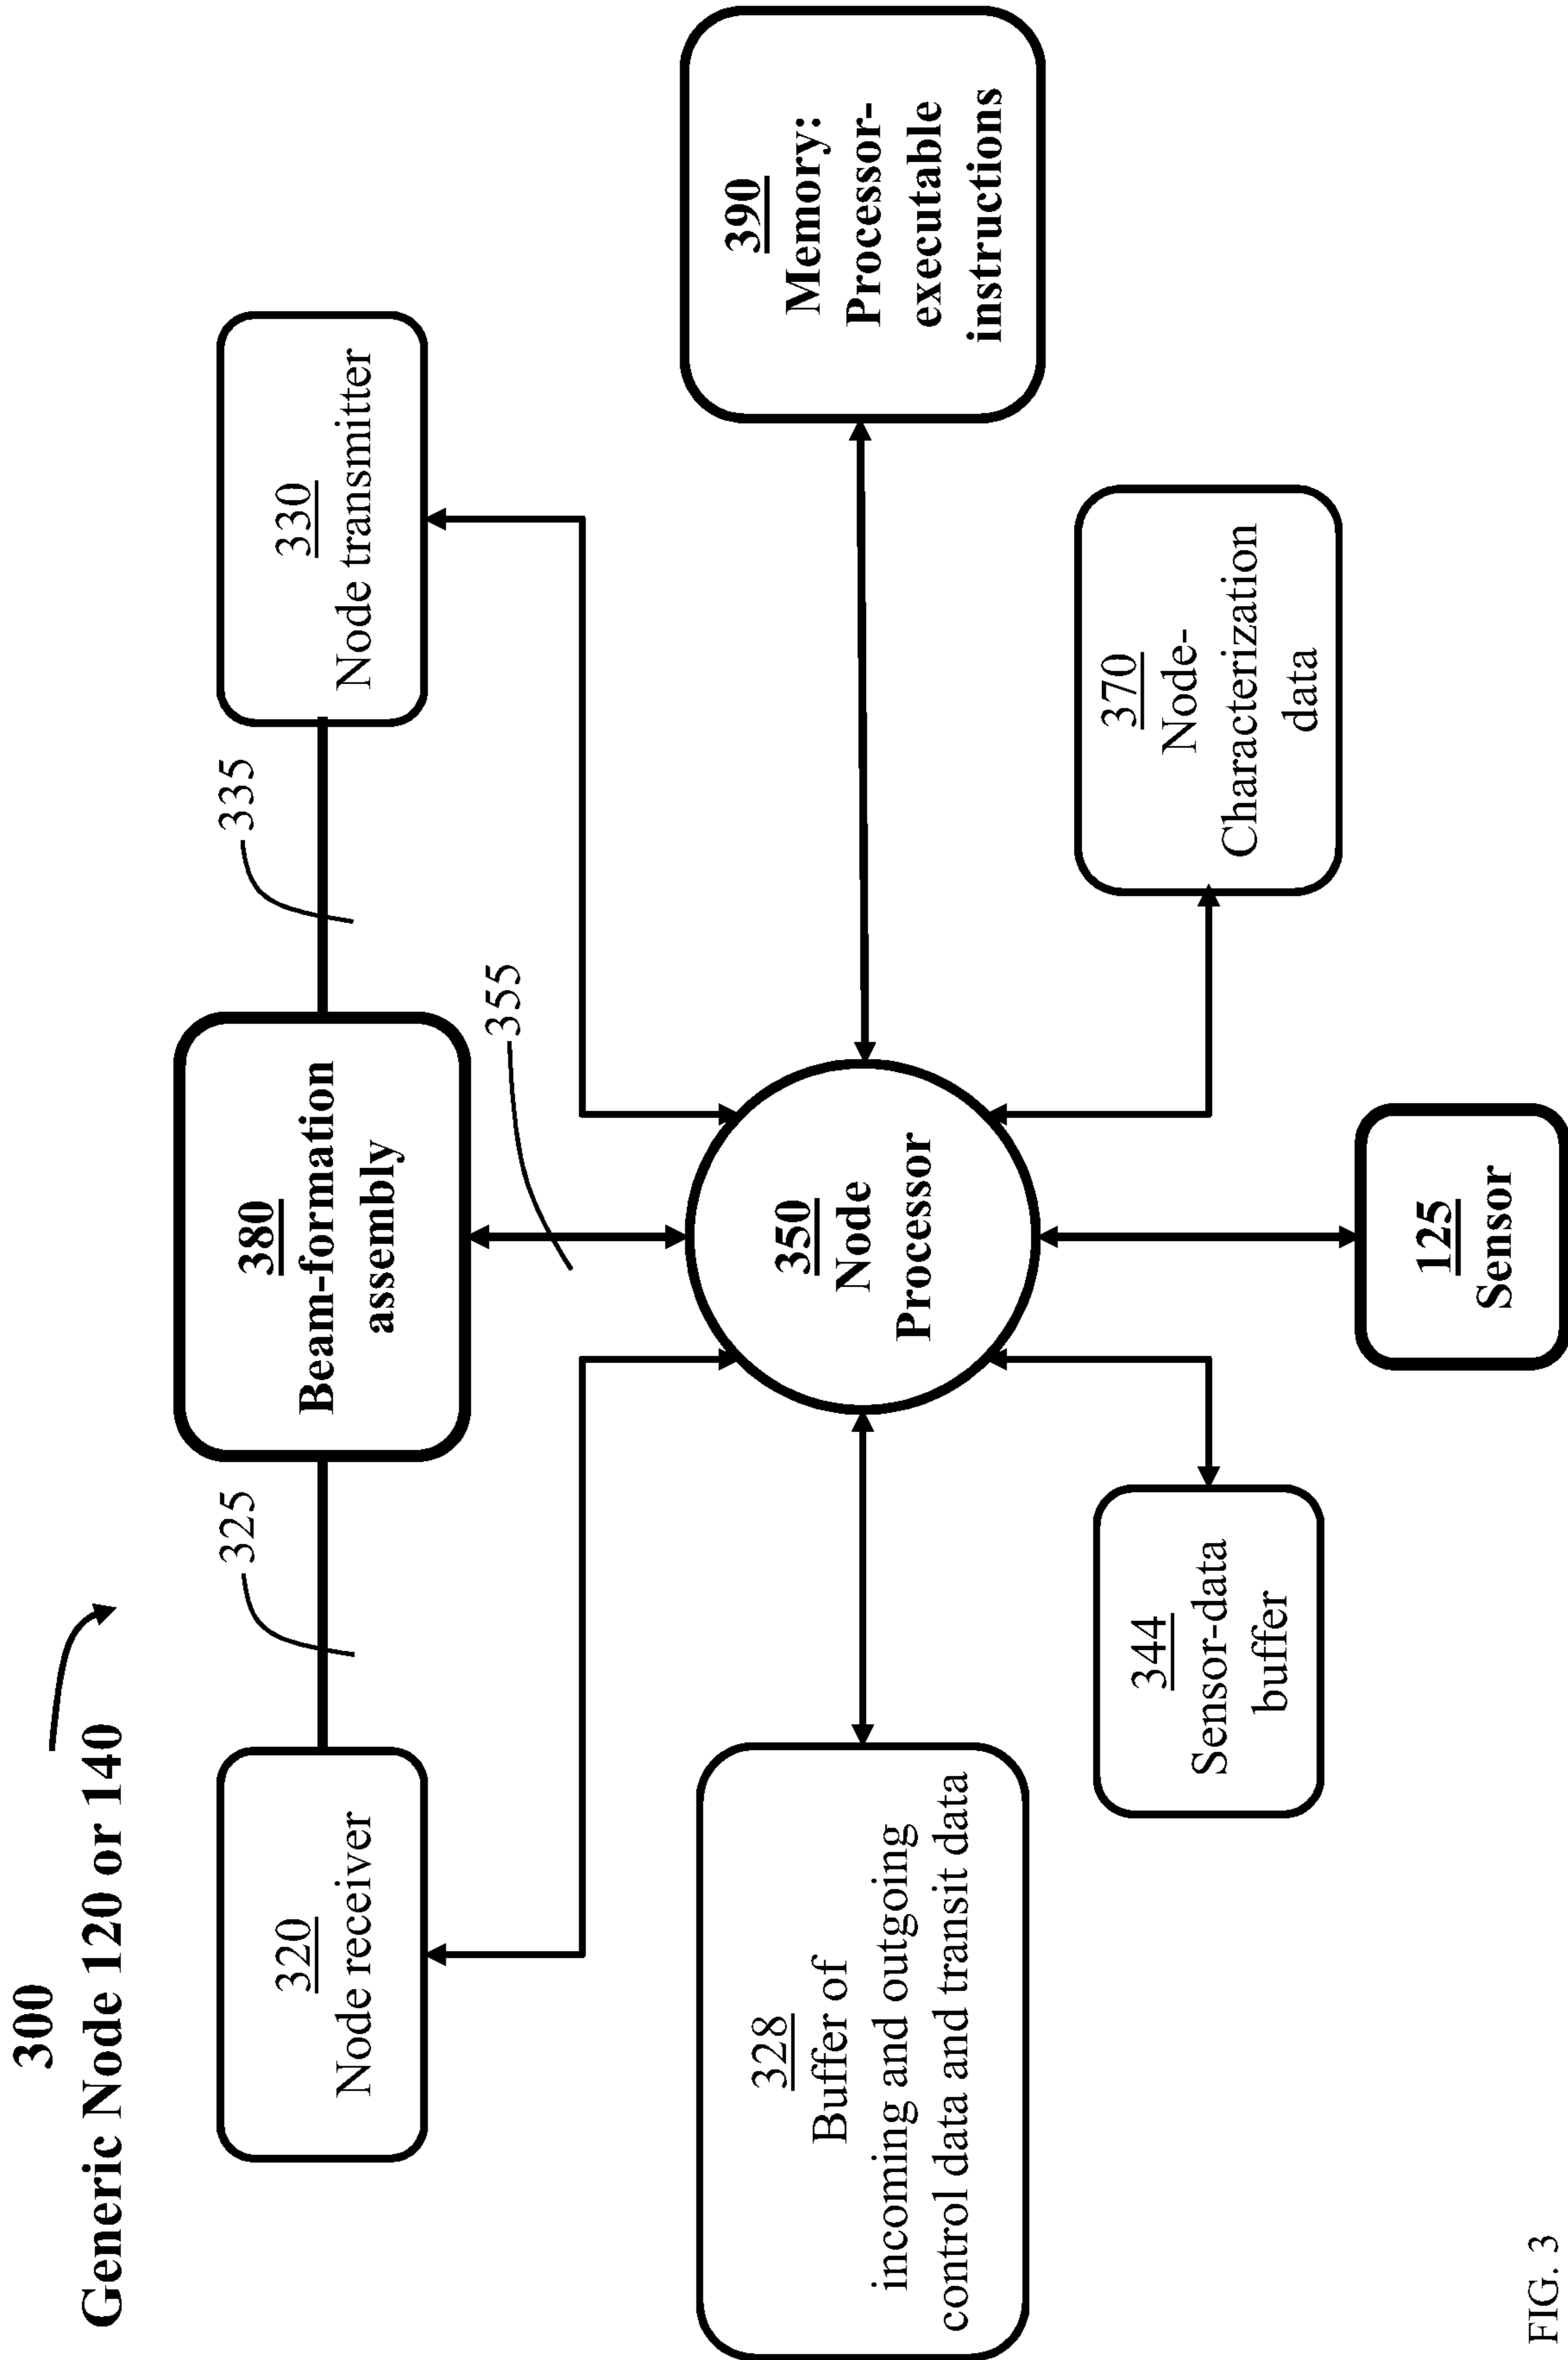 300
Generic Node 120 or 140
320
Node receiver
325
380
Beam-formation
assembly
335
330
Node transmitter
355
328
Buffer of
incoming and outgoing
control data and transit data
350
Node
Processor
390
Memory:
Processor-
executable
instructions
344
Sensor-data
buffer
370
Node-
Characterization
data
125
Sensor
FIG. 3